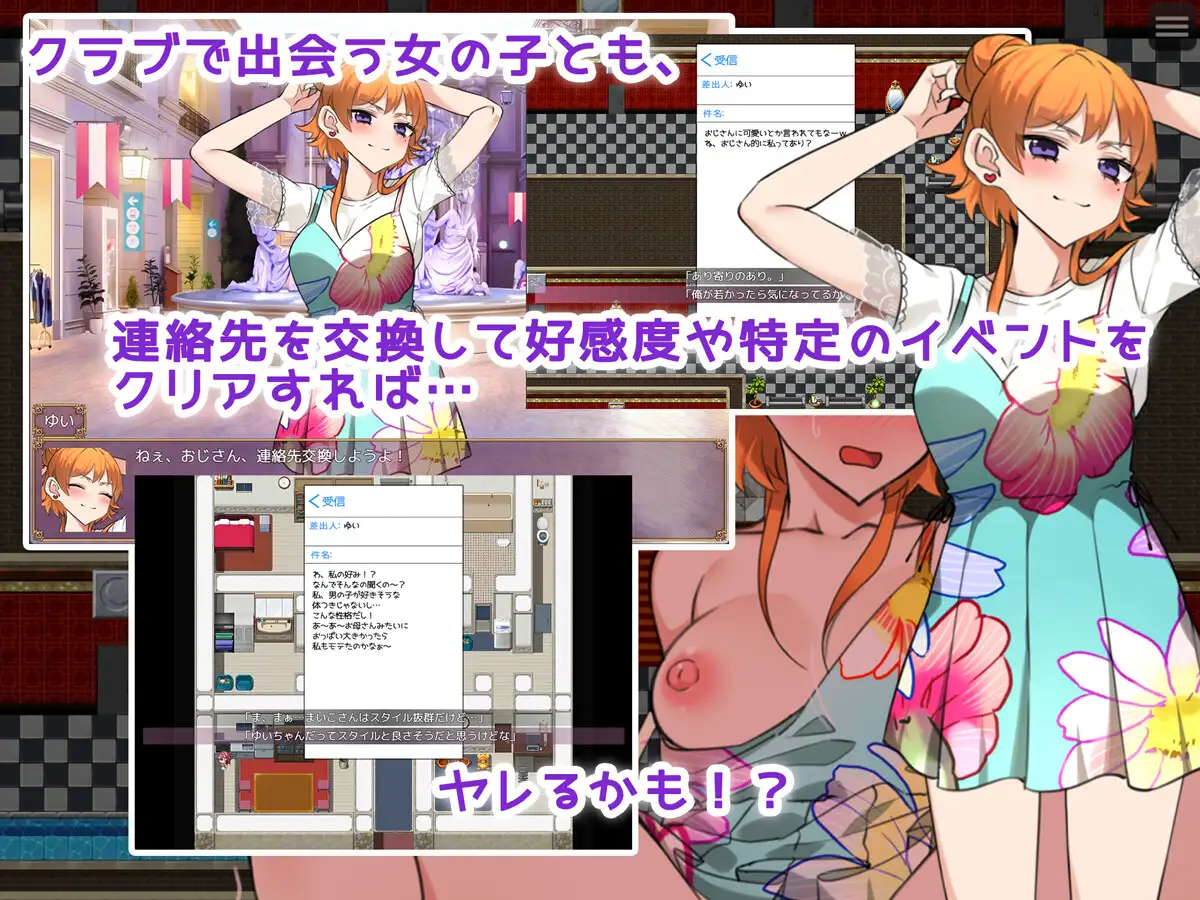 クラブで出会う女の子とも、
く受信
差出人: ゆい
件名:
おじさんに可愛いとか言われてもなーw
ね、おじさん的に私ってあり?
「あり寄りのあり。」
「俺が若かったら気になってるか
連絡先を交換して好感度や特定のイベントを
クリアすれば…
ゆい
ねぇ、おじさん、連絡先交換しようよ!
く受信
差出人: ゆい
件名:
わ、私の好み!?
なんでそんなの聞くの~?
私、男の子が好きそうな
体つきじゃないし…
こんな性格だし!
あ~あ~お母さんみたいに
おっぱい大きかったら
私もモテたのかなぁ~
「ま、まぁ…まいこさんはスタイル抜群だけど…」
「ゆいちゃんだってスタイルと良さそうだと思うけどな」
ヤレるかも!?